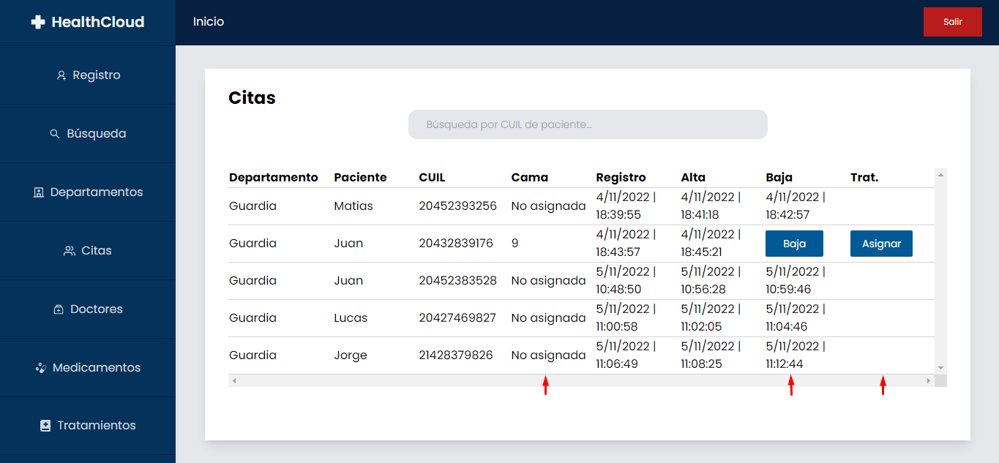 HealthCloud
Inicio
Salir
Registro
Búsqueda
Departamentos
Citas
Doctores
Medicamentos
Tratamientos
Citas
Búsqueda por CUIL de paciente...
Departamento Paciente CUIL Cama Registro Alta Baja Trat.
Guardia Matias 20452393256 No asignada 4/11/2022 | 18:39:55 4/11/2022 | 18:41:18 4/11/2022 | 18:42:57
Guardia Juan 20432839176 9 4/11/2022 | 18:43:57 4/11/2022 | 18:45:21 Baja Asignar
Guardia Juan 20452383528 No asignada 5/11/2022 | 10:48:50 5/11/2022 | 10:56:28 5/11/2022 | 10:59:46
Guardia Lucas 20427469827 No asignada 5/11/2022 | 11:00:58 5/11/2022 | 11:02:05 5/11/2022 | 11:04:46
Guardia Jorge 21428379826 No asignada 5/11/2022 | 11:06:49 5/11/2022 | 11:08:25 5/11/2022 | 11:12:44